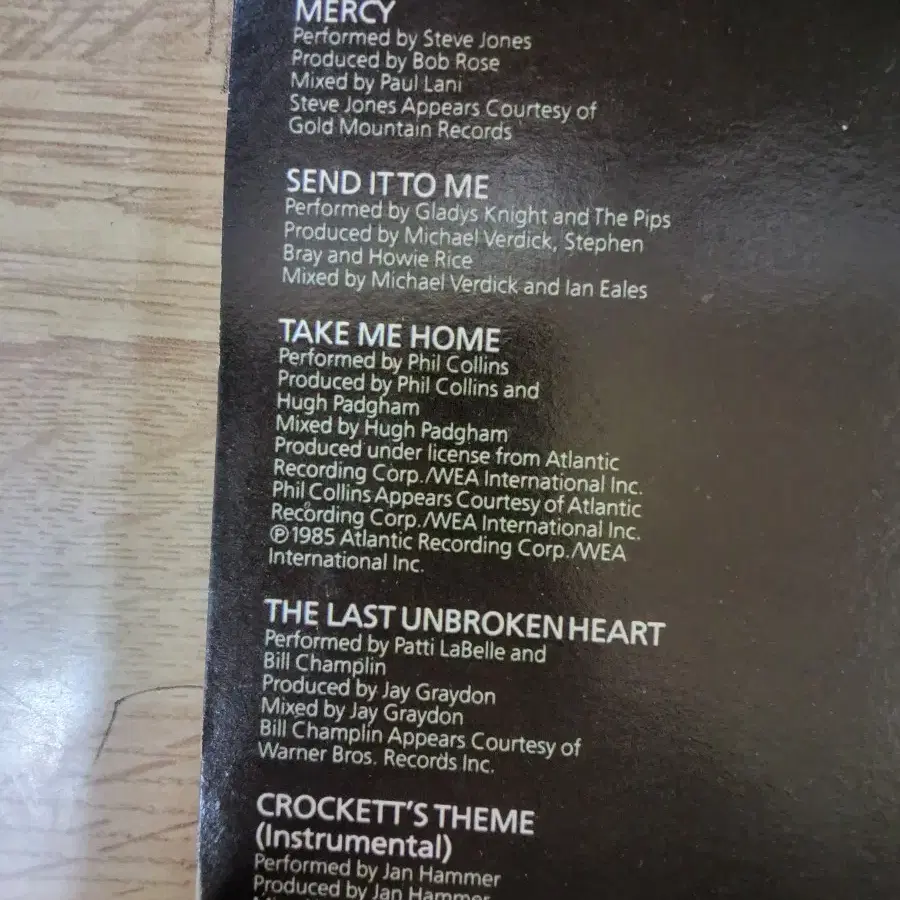 MERCY
Performed by Steve Jones
Produced by Bob Rose
Mixed by Paul Lani
Steve Jones Appears Courtesy of
Gold Mountain Records
SEND IT TO ME
Performed by Gladys Knight and The Pips
Produced by Michael Verdick, Stephen
Bray and Howie Rice
Mixed by Michael Verdick and Ian Eales
TAKE ME HOME
Performed by Phil Collins
Produced by Phil Collins and
Hugh Padgham
Mixed by Hugh Padgham
Produced under license from Atlantic
Recording Corp./WEA International Inc.
Phil Collins Appears Courtesy of Atlantic
Recording Corp./WEA International Inc.
℗1985 Atlantic Recording Corp./WEA
International Inc.
THE LAST UNBROKEN HEART
Performed by Patti LaBelle and
Bill Champlin
Produced by Jay Graydon
Mixed by Jay Graydon
Bill Champlin Appears Courtesy of
Warner Bros. Records Inc.
CROCKETT'S THEME
(Instrumental)
Performed by Jan Hammer
Produced by Jan Hammer